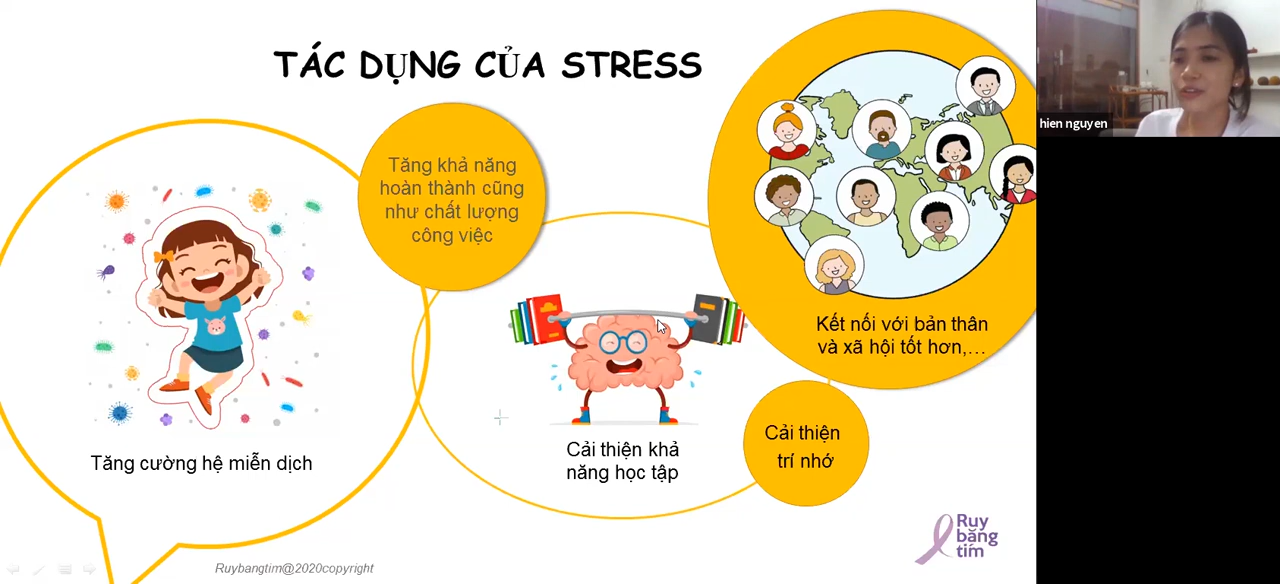 TÁC DỤNG CỦA STRESS
hien nguyen
Tăng khả năng
hoàn thành cũng
như chất lượng
công việc
Kết nối với bản thân
và xã hội tốt hơn,...
Tăng cường hệ miễn dịch
Cải thiện khả
năng học tập
Cải thiện
trí nhớ
Ruy
băng
tím
Ruybangtim@2020copyright